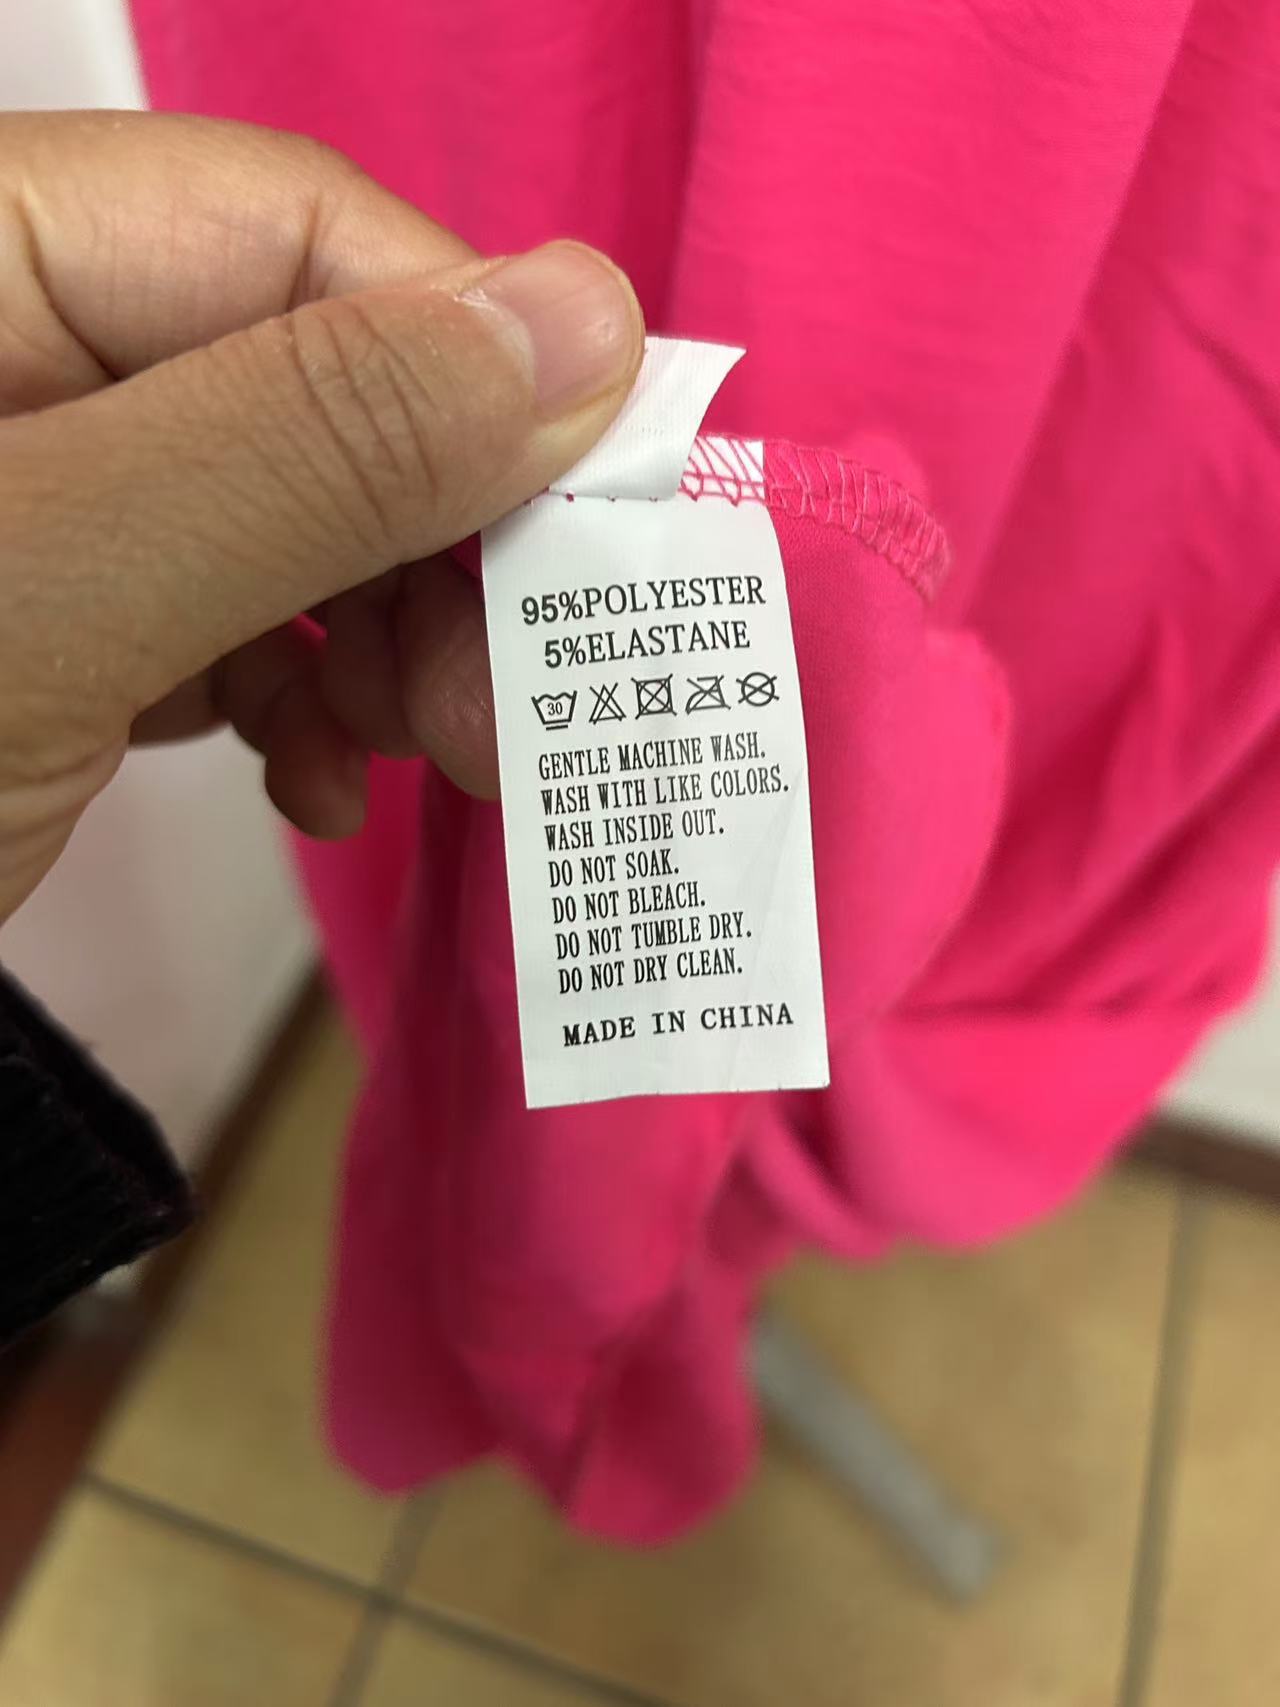 95%POLYESTER
5%ELASTANE
30
GENTLE MACHINE WASH.
WASH WITH LIKE COLORS.
WASH INSIDE OUT.
DO NOT SOAK.
DO NOT BLEACH.
DO NOT TUMBLE DRY.
DO NOT DRY CLEAN.
MADE IN CHINA